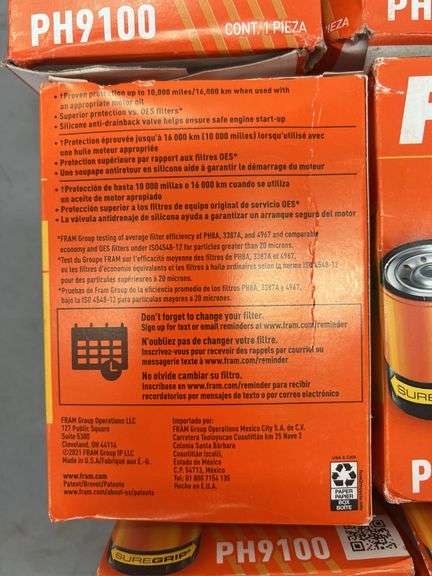 PH9100
CONT. 1 PIEZA
• †Proven protection up to 10,000 miles/16,000 km when used with
an appropriate motor oil
• Superior protection vs. OES filters*
• Silicone anti-drainback valve helps ensure safe engine start-up
• †Protection éprouvée jusqu'à 16 000 km (10 000 milles) lorsqu'utilisé avec
une huile moteur appropriée
• Protection supérieure par rapport aux filtres OES*
• Une soupape antiretour en silicone aide à garantir le démarrage du moteur
• †Protección de hasta 10 000 millas o 16 000 km cuando se utiliza
un aceite de motor apropiado
• Protección superior a los filtros de equipo original de servicio OES*
• La válvula antidrenaje de silicona ayuda a garantizar un arranque seguro del motor
*FRAM Group testing of average filter efficiency of PH8A, 3387A, and 4967 and comparable
economy and OES filters under ISO4548-12 for particles greater than 20 microns.
*Test du Groupe FRAM sur l'efficacité moyenne des filtres PH8A, 3387A et 4967,
ou les filtres d'économie équivalents et les filtres à huile ordinaires selon la norme ISO 4548-12
pour des particules supérieures à 20 microns.
*Pruebas de Fram Group de la eficiencia promedio de los filtros PH8A, 3387A y 4967,
bajo la ISO 4548-12 para particulas mayores a 20 micrones.
Don't forget to change your filter.
Sign up for text or email reminders at www.fram.com/reminder
N'oubliez pas de changer votre filtre.
Inscrivez-vous pour recevoir des rappels par courriel ou
messagerie texte à www.fram.com/reminder
No olvide cambiar su filtro.
Inscríbase en www.fram.com/reminder para recibir
recordatorios por mensajes de texto o por correo electrónico
FRAM Group Operations LLC
127 Public Square
Suite 5300
Cleveland, OH 44114
©2021 FRAM Group IP LLC
Made in U.S.A/Fabriqué aux É.-U.
www.fram.com
Patent/Brevet/Patente
www.fram.com/about-us/patents
Importado por:
FRAM Group Operations Mexico City S.A. de C.V.
Carretera Teoloyucan Cuautitlán km 25 Nave 2
Colonia Santa Bárbara
Cuautitlán Izcalli,
Estado de México
C.P. 54713, México
Tel: 01 800 7154 135
Hecho en E.U.A.
PAPER
PAPIER
BOX
BOÎTE
SUREGRIP
SUREGRIP
PH9100